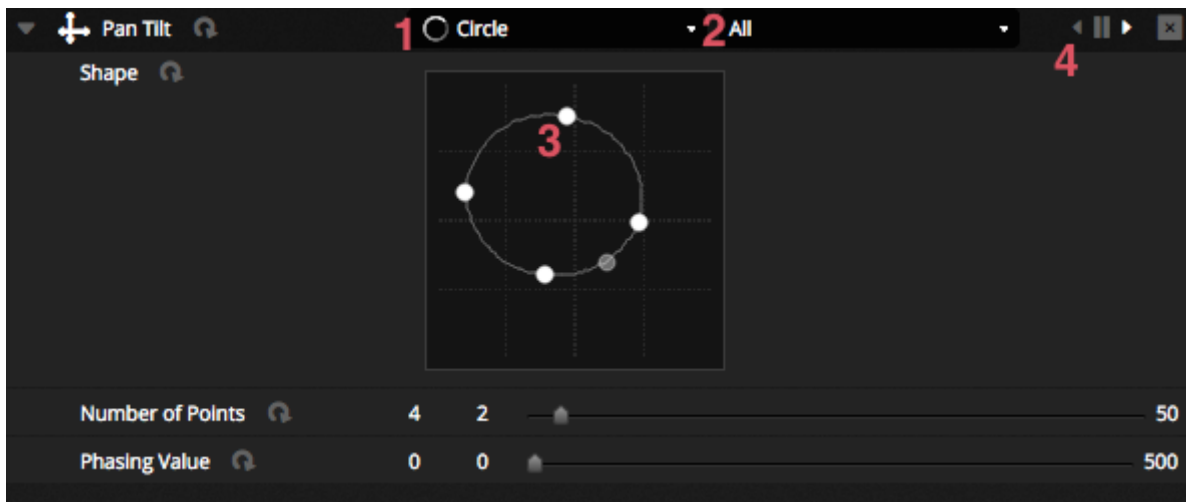 Pan Tilt 1 Circle 2 All 4
Shape
3
Number of Points 4 2 50
Phasing Value 0 0 500